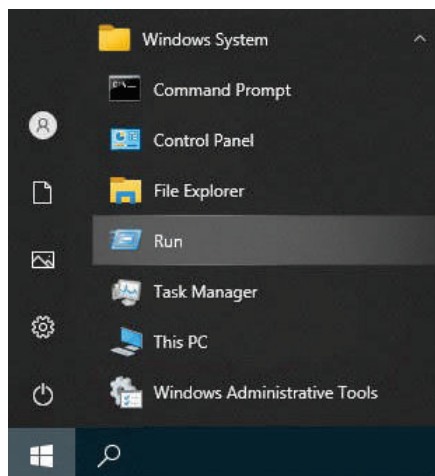 Windows System
Command Prompt
Control Panel
File Explorer
Run
Task Manager
This PC
Windows Administrative Tools